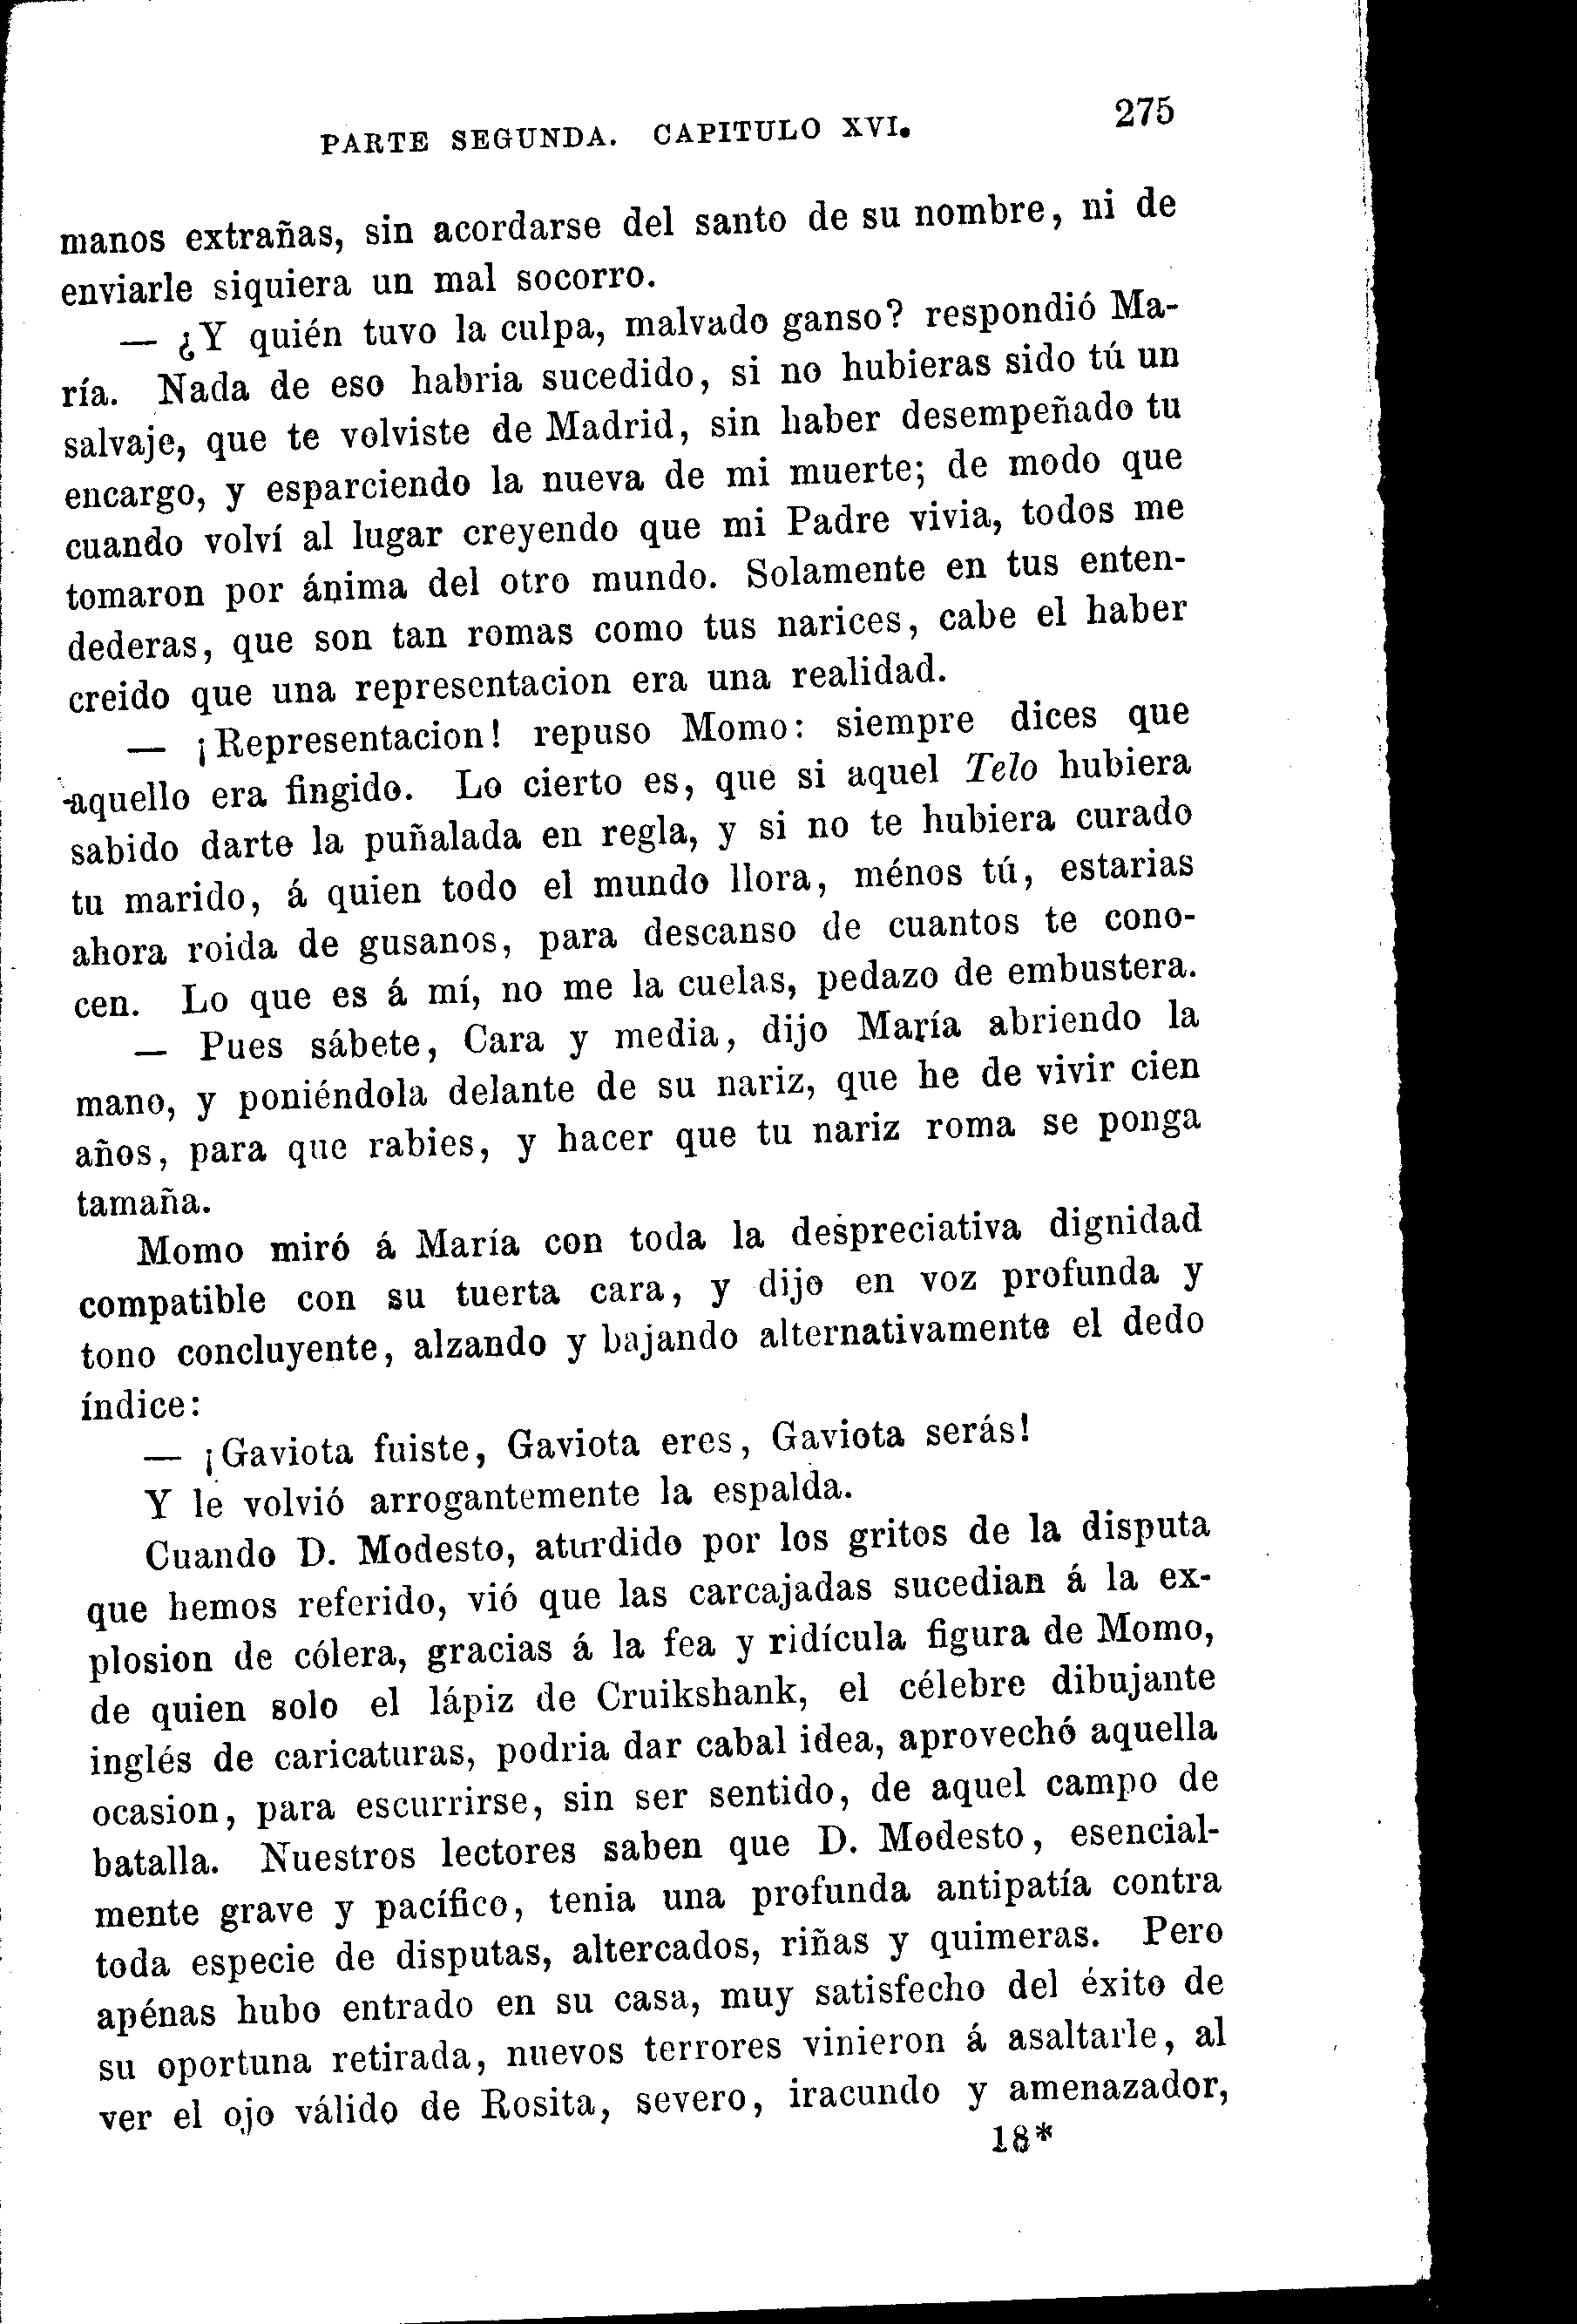 PARTE SEGUNDA. CAPITULO XVI. 275
manos extrañas, sin acordarse del santo de su nombre, ni de
enviarle siquiera un mal socorro.
— ¿Y quién tuvo la culpa, malvado ganso? respondió Ma-
ría. Nada de eso habria sucedido, si no hubieras sido tú un
salvaje, que te volviste de Madrid, sin haber desempeñado tu
encargo, y esparciendo la nueva de mi muerte; de modo que
cuando volví al lugar creyendo que mi Padre vivia, todos me
tomaron por ánima del otro mundo. Solamente en tus enten-
dederas, que son tan romas como tus narices, cabe el haber
creido que una representacion era una realidad.
— ¡Representacion! repuso Momo: siempre dices que
aquello era fingido. Lo cierto es, que si aquel Telo hubiera
sabido darte la puñalada en regla, y si no te hubiera curado
tu marido, á quien todo el mundo llora, ménos tú, estarias
ahora roida de gusanos, para descanso de cuantos te cono-
cen. Lo que es á mí, no me la cuelas, pedazo de embustera.
— Pues sábete, Cara y media, dijo María abriendo la
mano, y poniéndola delante de su nariz, que he de vivir cien
años, para que rabies, y hacer que tu nariz roma se ponga
tamaña.
Momo miró á María con toda la despreciativa dignidad
compatible con su tuerta cara, y dijo en voz profunda y
tono concluyente, alzando y bajando alternativamente el dedo
índice:
— ¡Gaviota fuiste, Gaviota eres, Gaviota serás!
Y le volvió arrogantemente la espalda.
Cuando D. Modesto, aturdido por los gritos de la disputa
que hemos referido, vió que las carcajadas sucedian á la ex-
plosion de cólera, gracias á la fea y ridícula figura de Momo,
de quien solo el lápiz de Cruikshank, el célebre dibujante
inglés de caricaturas, podria dar cabal idea, aprovechó aquella
ocasion, para escurrirse, sin ser sentido, de aquel campo de
batalla. Nuestros lectores saben que D. Modesto, esencial-
mente grave y pacífico, tenia una profunda antipatía contra
toda especie de disputas, altercados, riñas y quimeras. Pero
apénas hubo entrado en su casa, muy satisfecho del éxito de
su oportuna retirada, nuevos terrores vinieron á asaltarle, al
ver el ojo válido de Rosita, severo, iracundo y amenazador,
18*